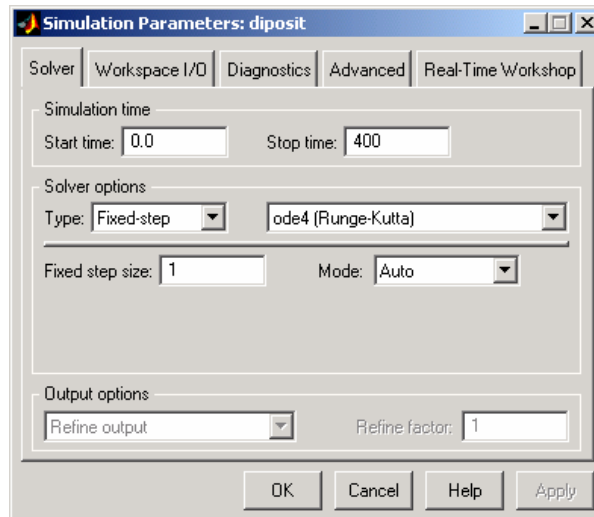 Simulation Parameters: diposit
Solver Workspace I/O Diagnostics Advanced Real-Time Workshop
Simulation time
Start time: 0.0 Stop time: 400
Solver options
Type: Fixed-step ode4 (Runge-Kutta)
Fixed step size: 1 Mode: Auto
Output options
Refine output Refine factor: 1
OK Cancel Help Apply